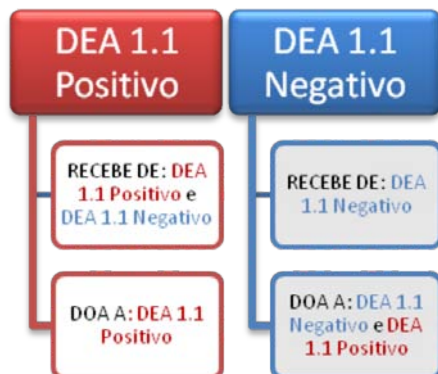 DEA 1.1
Positivo
RECEBE DE: DEA
1.1 Positivo e
DEA 1.1 Negativo
DOA A: DEA 1.1
Positivo
DEA 1.1
Negativo
RECEBE DE: DEA
1.1 Negativo
DOA A: DEA 1.1
Negativo e DEA
1.1 Positivo